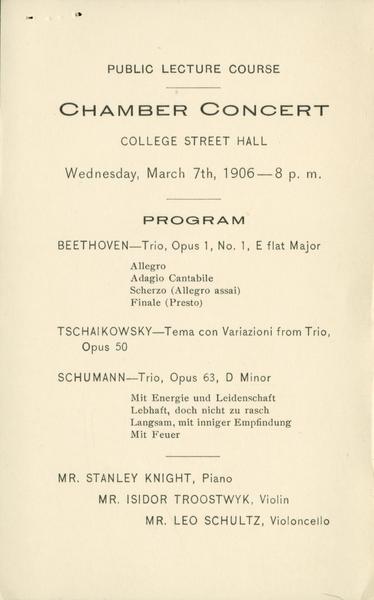 PUBLIC LECTURE COURSE
CHAMBER CONCERT
COLLEGE STREET HALL
Wednesday, March 7th, 1906—8 p. m.
PROGRAM
BEETHOVEN—Trio, Opus 1, No. 1, E flat Major
Allegro
Adagio Cantabile
Scherzo (Allegro assai)
Finale (Presto)
TSCHAIKOWSKY—Tema con Variazioni from Trio,
Opus 50
SCHUMANN—Trio, Opus 63, D Minor
Mit Energie und Leidenschaft
Lebhaft, doch nicht zu rasch
Langsam, mit inniger Empfindung
Mit Feuer
MR. STANLEY KNIGHT, Piano
MR. ISIDOR TROOSTWYK, Violin
MR. LEO SCHULTZ, Violoncello